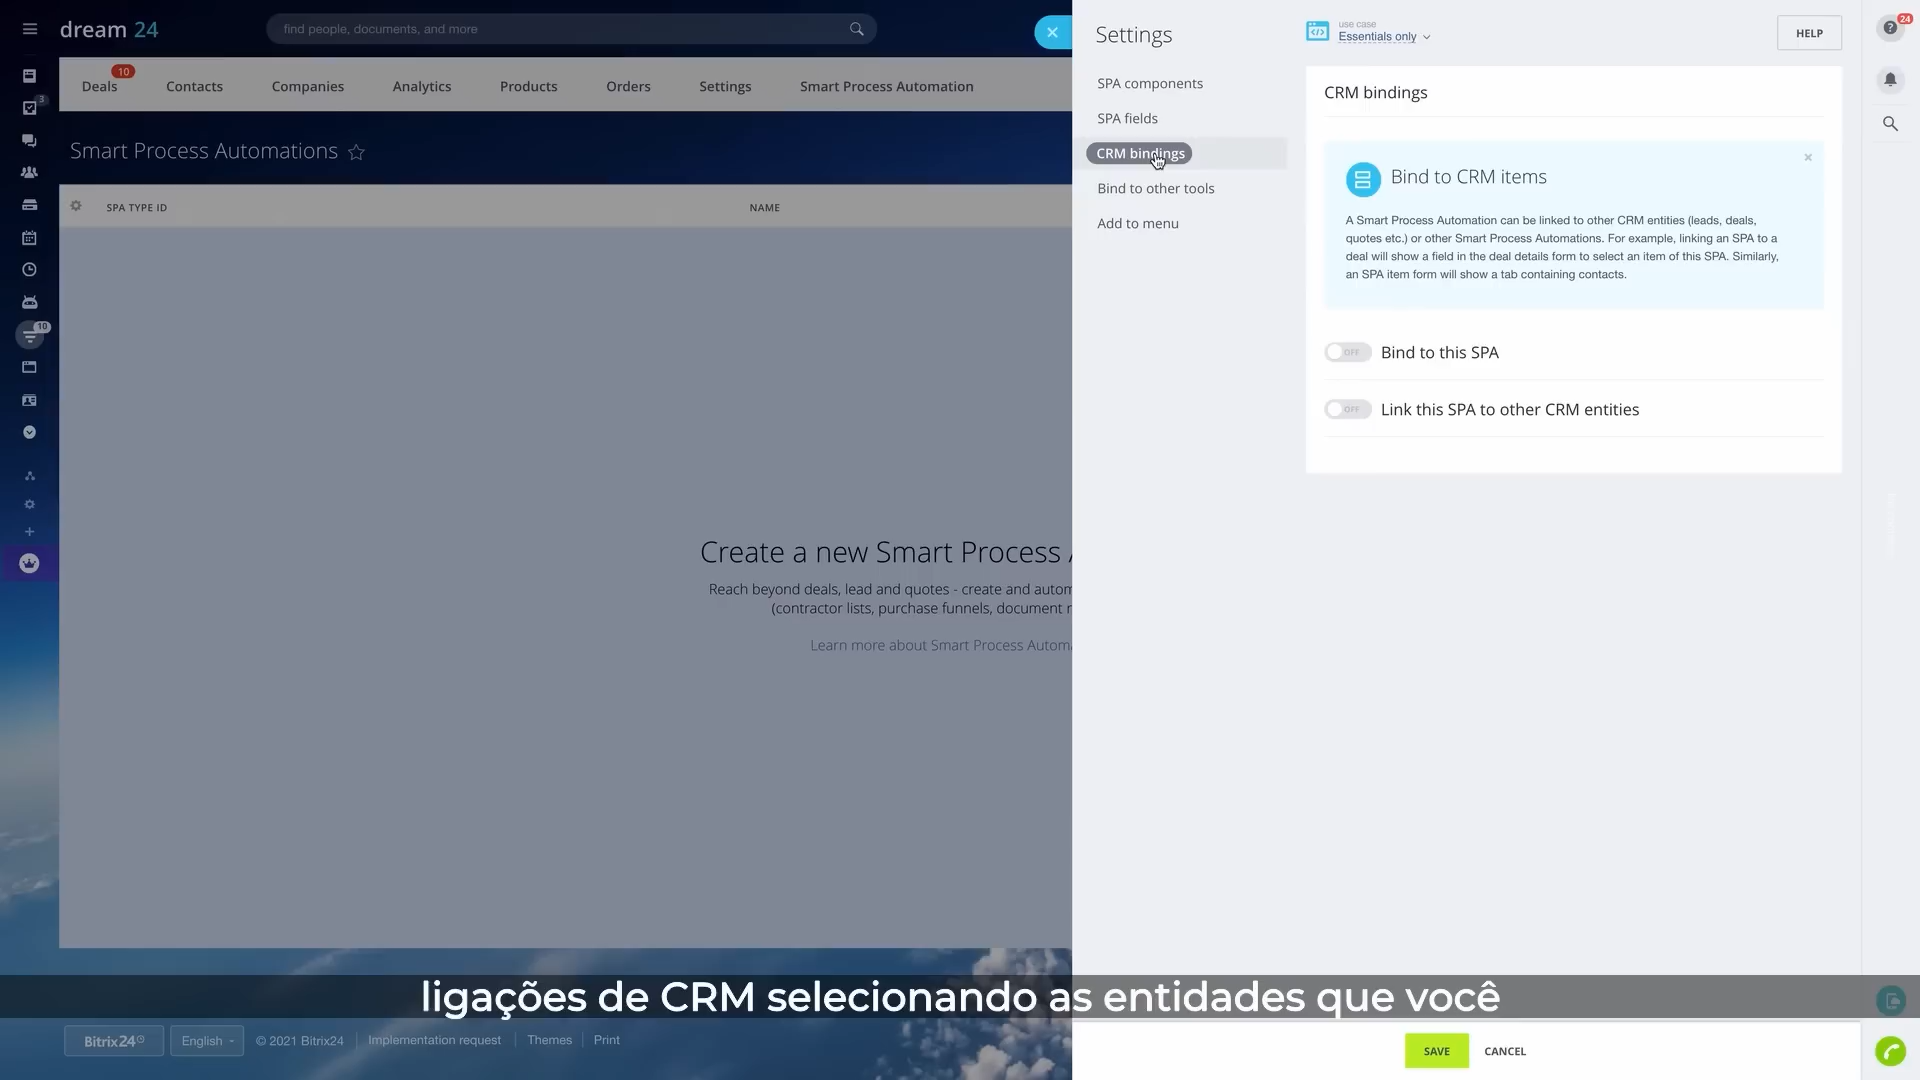 dream 24
find people, documents, and more
Settings
use case
Essentials only
HELP
24
Deals
10
Contacts
Companies
Analytics
Products
Orders
Settings
Smart Process Automation
SPA components
SPA fields
CRM bindings
Bind to other tools
Add to menu
CRM bindings
3
10
Smart Process Automations
SPA TYPE ID
NAME
Bind to CRM items
A Smart Process Automation can be linked to other CRM entities (leads, deals,
quotes etc.) or other Smart Process Automations. For example, linking an SPA to a
deal will show a field in the deal details form to select an item of this SPA. Similarly,
an SPA item form will show a tab containing contacts.
OFF
Bind to this SPA
OFF
Link this SPA to other CRM entities
Create a new Smart Process
Reach beyond deals, lead and quotes - create and autom
(contractor lists, purchase funnels, document
Learn more about Smart Process Automa
ligações de CRM selecionando as entidades que você
Bitrix24
English
© 2021 Bitrix24
Implementation request
Themes
Print
SAVE
CANCEL